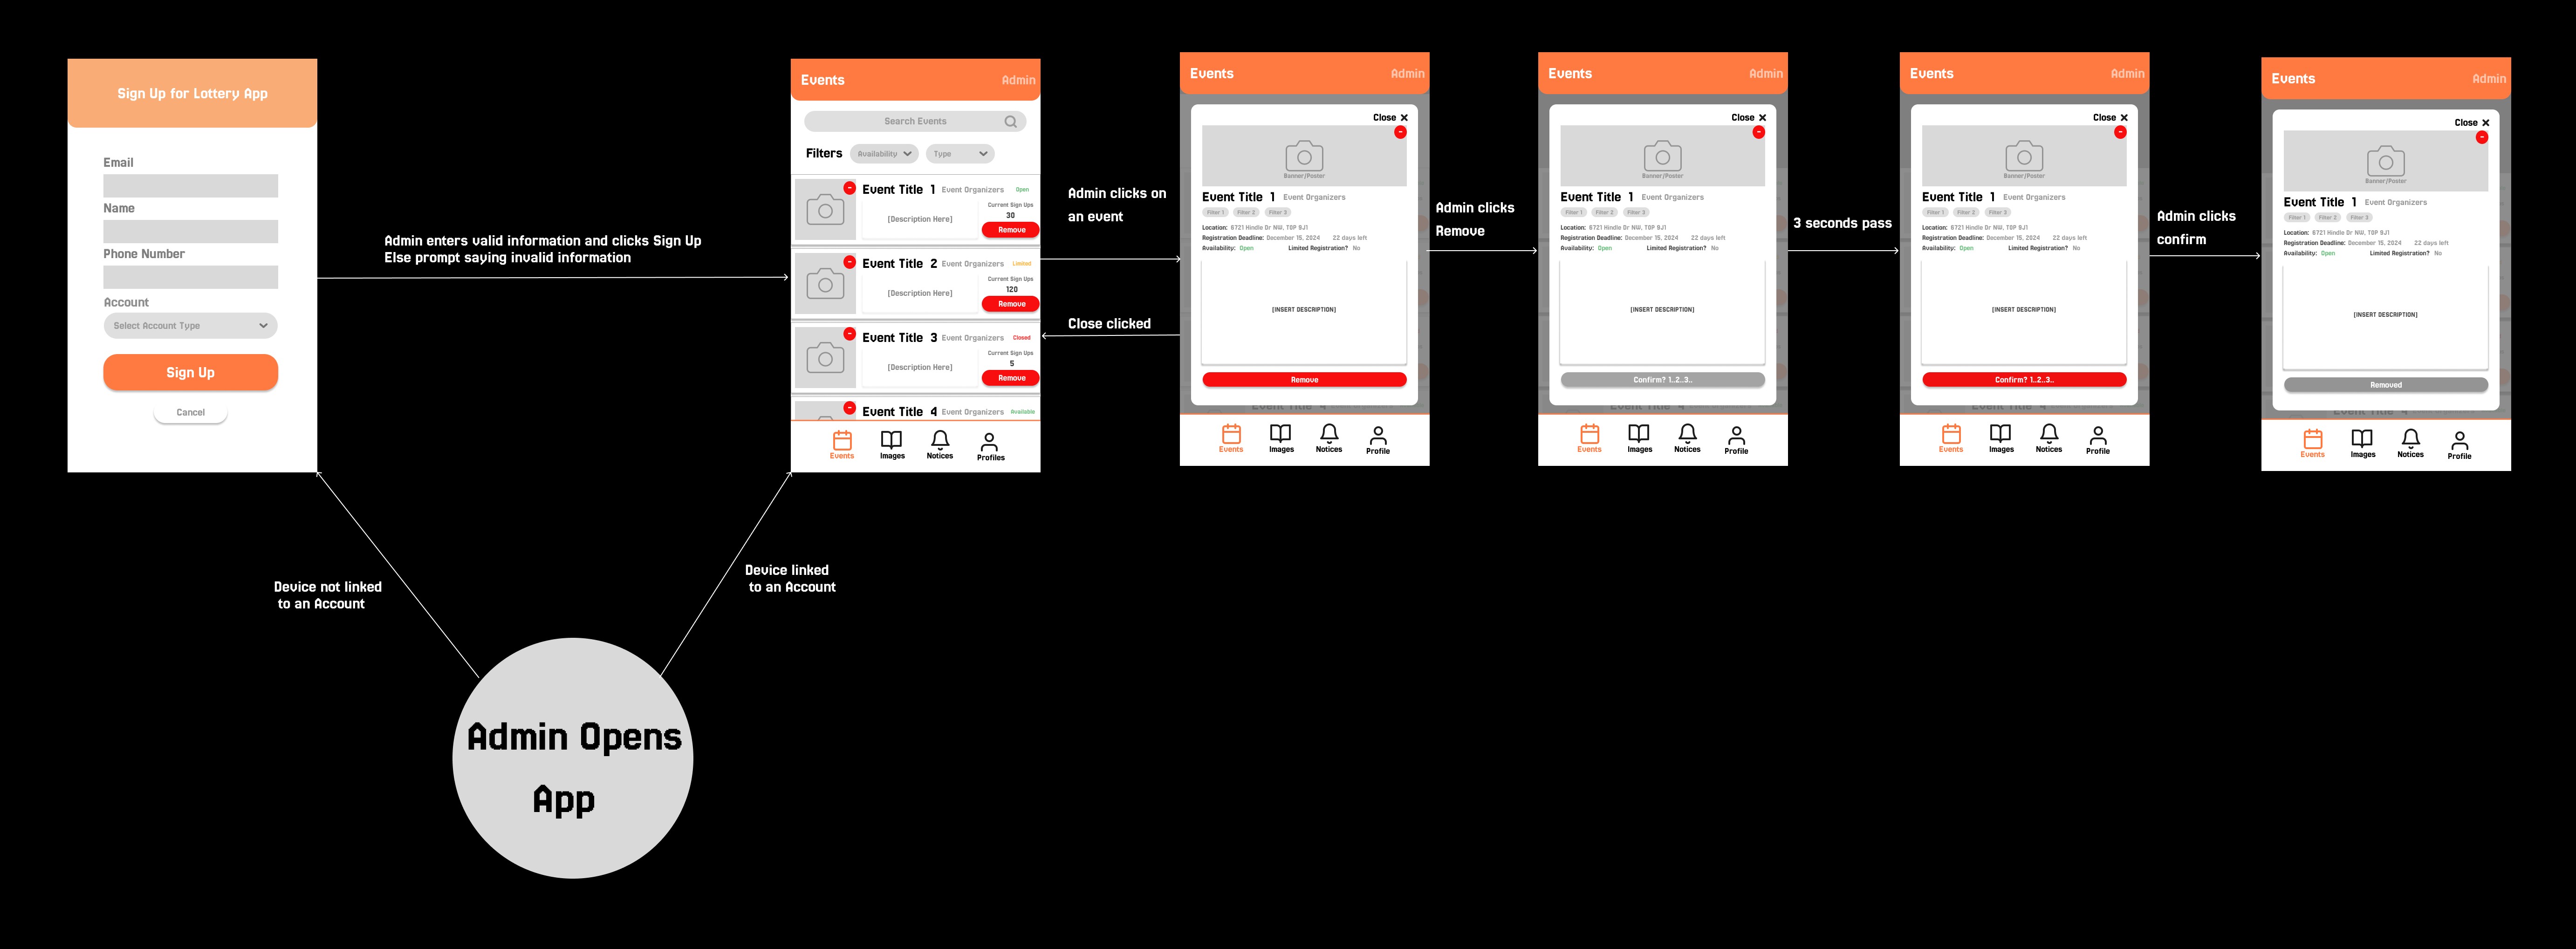 Sign Up for Lottery App
Email
Name
Phone Number
Account
Select Account Type
Sign Up
Cancel
Admin enters valid information and clicks Sign Up
Else prompt saying invalid information
Events Admin
Search Events
Filters Availability Type
Event Title 1 Event Organizers Open
Current Sign Ups
[Description Here] 30
Remove
Event Title 2 Event Organizers Limited
Current Sign Ups
[Description Here] 120
Remove
Event Title 3 Event Organizers Closed
Current Sign Ups
[Description Here] 5
Remove
Event Title 4 Event Organizers Available
Events Images Notices Profiles
Admin clicks on
an event
Close clicked
Events Admin
Close
Banner/Poster
Event Title 1 Event Organizers
Filter 1 Filter 2 Filter 3
Location: 6721 Hindle Dr NW, T0P 9J1
Registration Deadline: December 15, 2024 22 days left
Availability: Open Limited Registration? No
[INSERT DESCRIPTION]
Remove
Event Title 4
Events Images Notices Profile
Admin clicks
Remove
Events Admin
Close
Banner/Poster
Event Title 1 Event Organizers
Filter 1 Filter 2 Filter 3
Location: 6721 Hindle Dr NW, T0P 9J1
Registration Deadline: December 15, 2024 22 days left
Availability: Open Limited Registration? No
[INSERT DESCRIPTION]
Confirm? 1..2..3..
Events Images Notices Profile
3 seconds pass
Events Admin
Close
Banner/Poster
Event Title 1 Event Organizers
Filter 1 Filter 2 Filter 3
Location: 6721 Hindle Dr NW, T0P 9J1
Registration Deadline: December 15, 2024 22 days left
Availability: Open Limited Registration? No
[INSERT DESCRIPTION]
Confirm? 1..2..3..
Events Images Notices Profile
Admin clicks
confirm
Events Admin
Close
Banner/Poster
Event Title 1 Event Organizers
Filter 1 Filter 2 Filter 3
Location: 6721 Hindle Dr NW, T0P 9J1
Registration Deadline: December 15, 2024 22 days left
Availability: Open Limited Registration? No
[INSERT DESCRIPTION]
Removed
Events Images Notices Profile
Device not linked
to an Account
Device linked
to an Account
Admin Opens
App